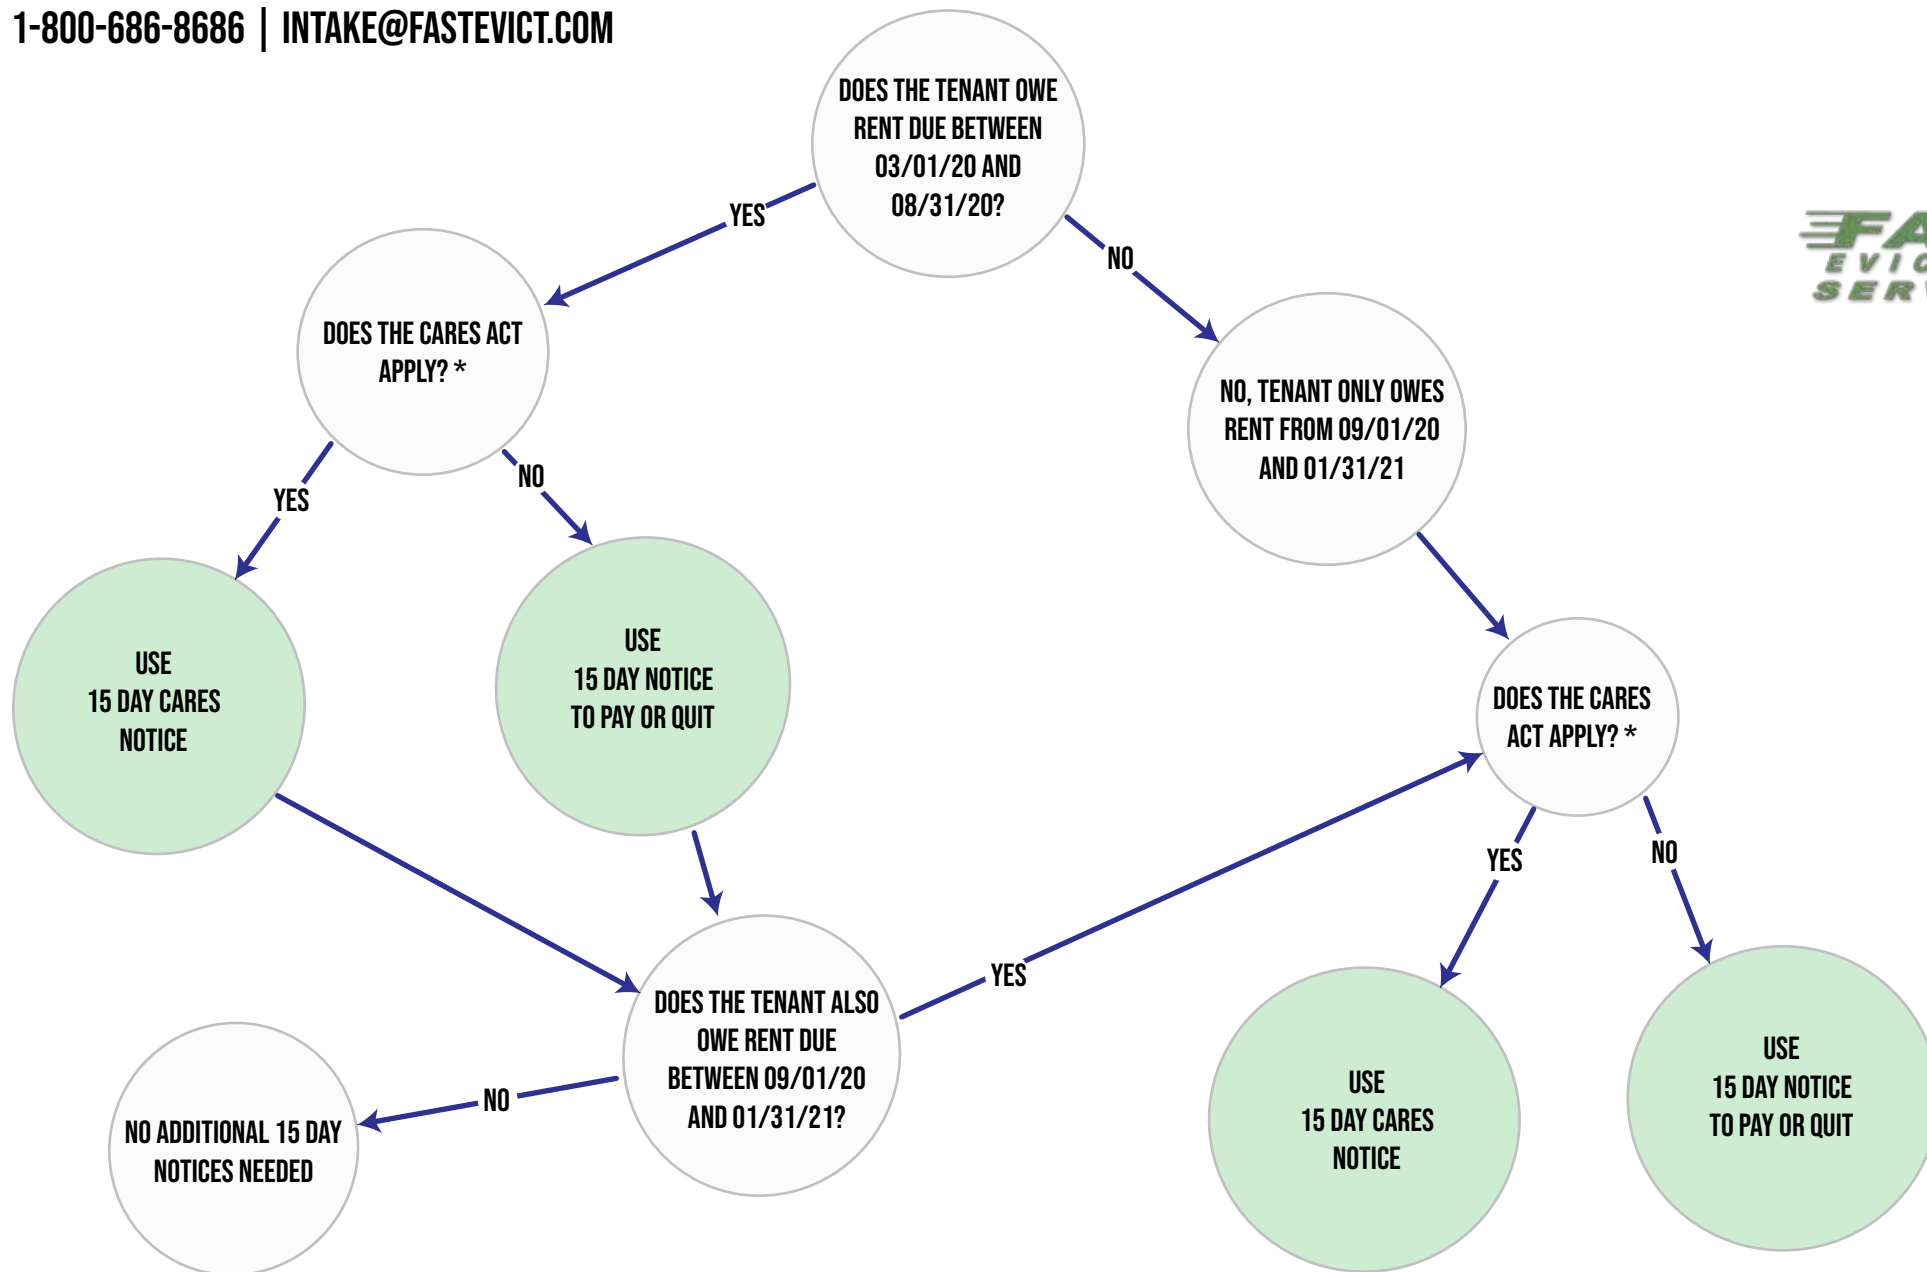 1-800-686-8686 | INTAKE@FASTEVICT.COM
DOES THE TENANT OWE
RENT DUE BETWEEN
03/01/20 AND
08/31/20?
YES
NO
DOES THE CARES ACT
APPLY? *
NO, TENANT ONLY OWES
RENT FROM 09/01/20
AND 01/31/21
YES
NO
USE
15 DAY CARES
NOTICE
USE
15 DAY NOTICE
TO PAY OR QUIT
DOES THE CARES
ACT APPLY? *
YES
NO
DOES THE TENANT ALSO
OWE RENT DUE
BETWEEN 09/01/20
AND 01/31/21?
YES
NO
NO ADDITIONAL 15 DAY
NOTICES NEEDED
USE
15 DAY CARES
NOTICE
USE
15 DAY NOTICE
TO PAY OR QUIT